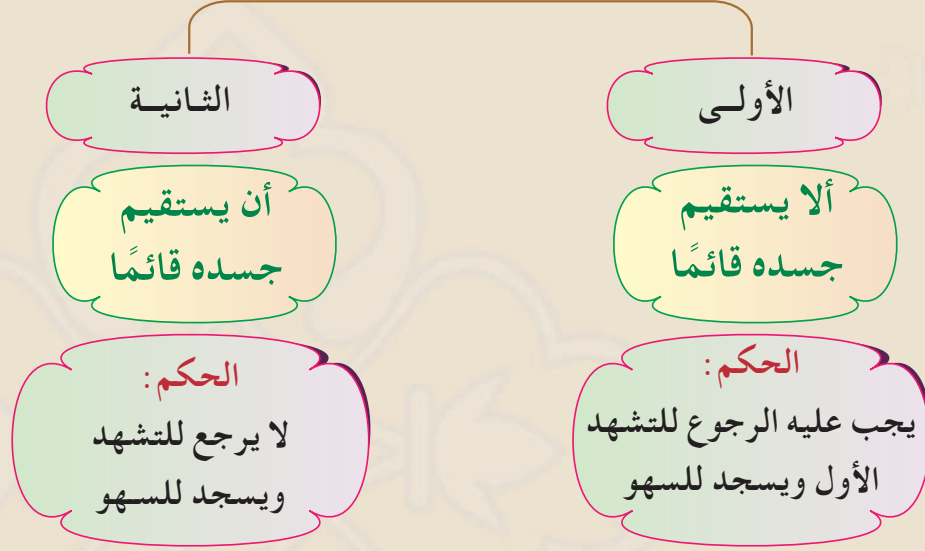 الأولى
ألا يستقيم
جسده قائمًا
الحكم:
يجب عليه الرجوع للتشهد
الأول ويسجد للسهو
الثانية
أن يستقيم
جسده قائمًا
الحكم:
لا يرجع للتشهد
ويسجد للسهو